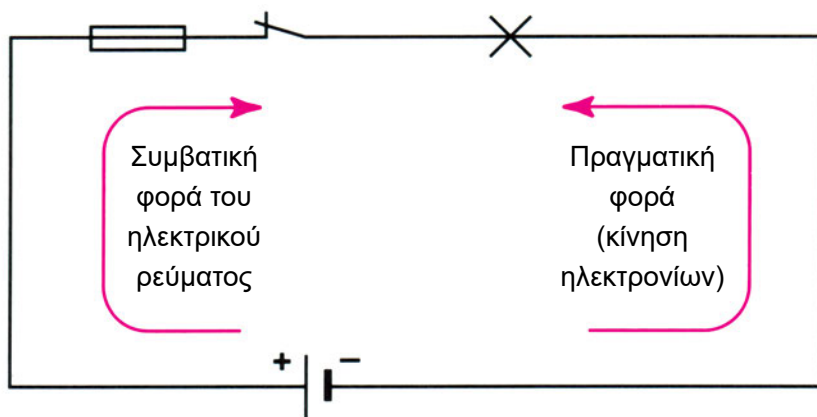 Συμβατική
φορά του
ηλεκτρικού
ρεύματος
Πραγματική
φορά
(κίνηση
ηλεκτρονίων)
+ −